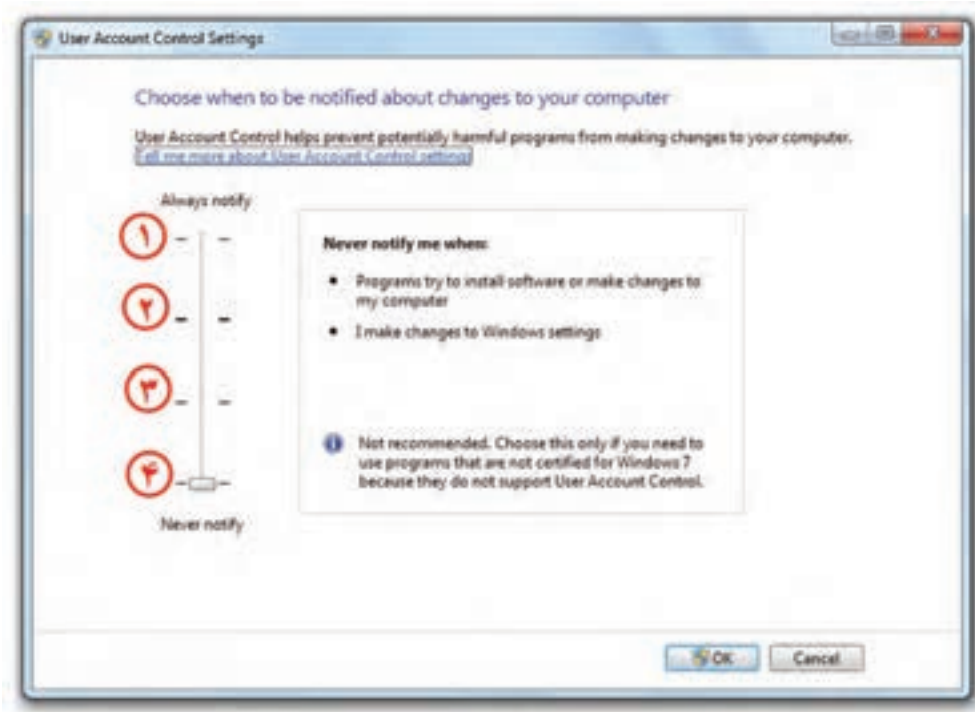 User Account Control Settings
Choose when to be notified about changes to your computer
User Account Control helps prevent potentially harmful programs from making changes to your computer.
Tell me more about User Account Control settings
Always notify
۱
۲
۳
۴
Never notify
Never notify me when:
• Programs try to install software or make changes to
my computer
• I make changes to Windows settings
Not recommended. Choose this only if you need to
use programs that are not certified for Windows 7
because they do not support User Account Control.
OK
Cancel